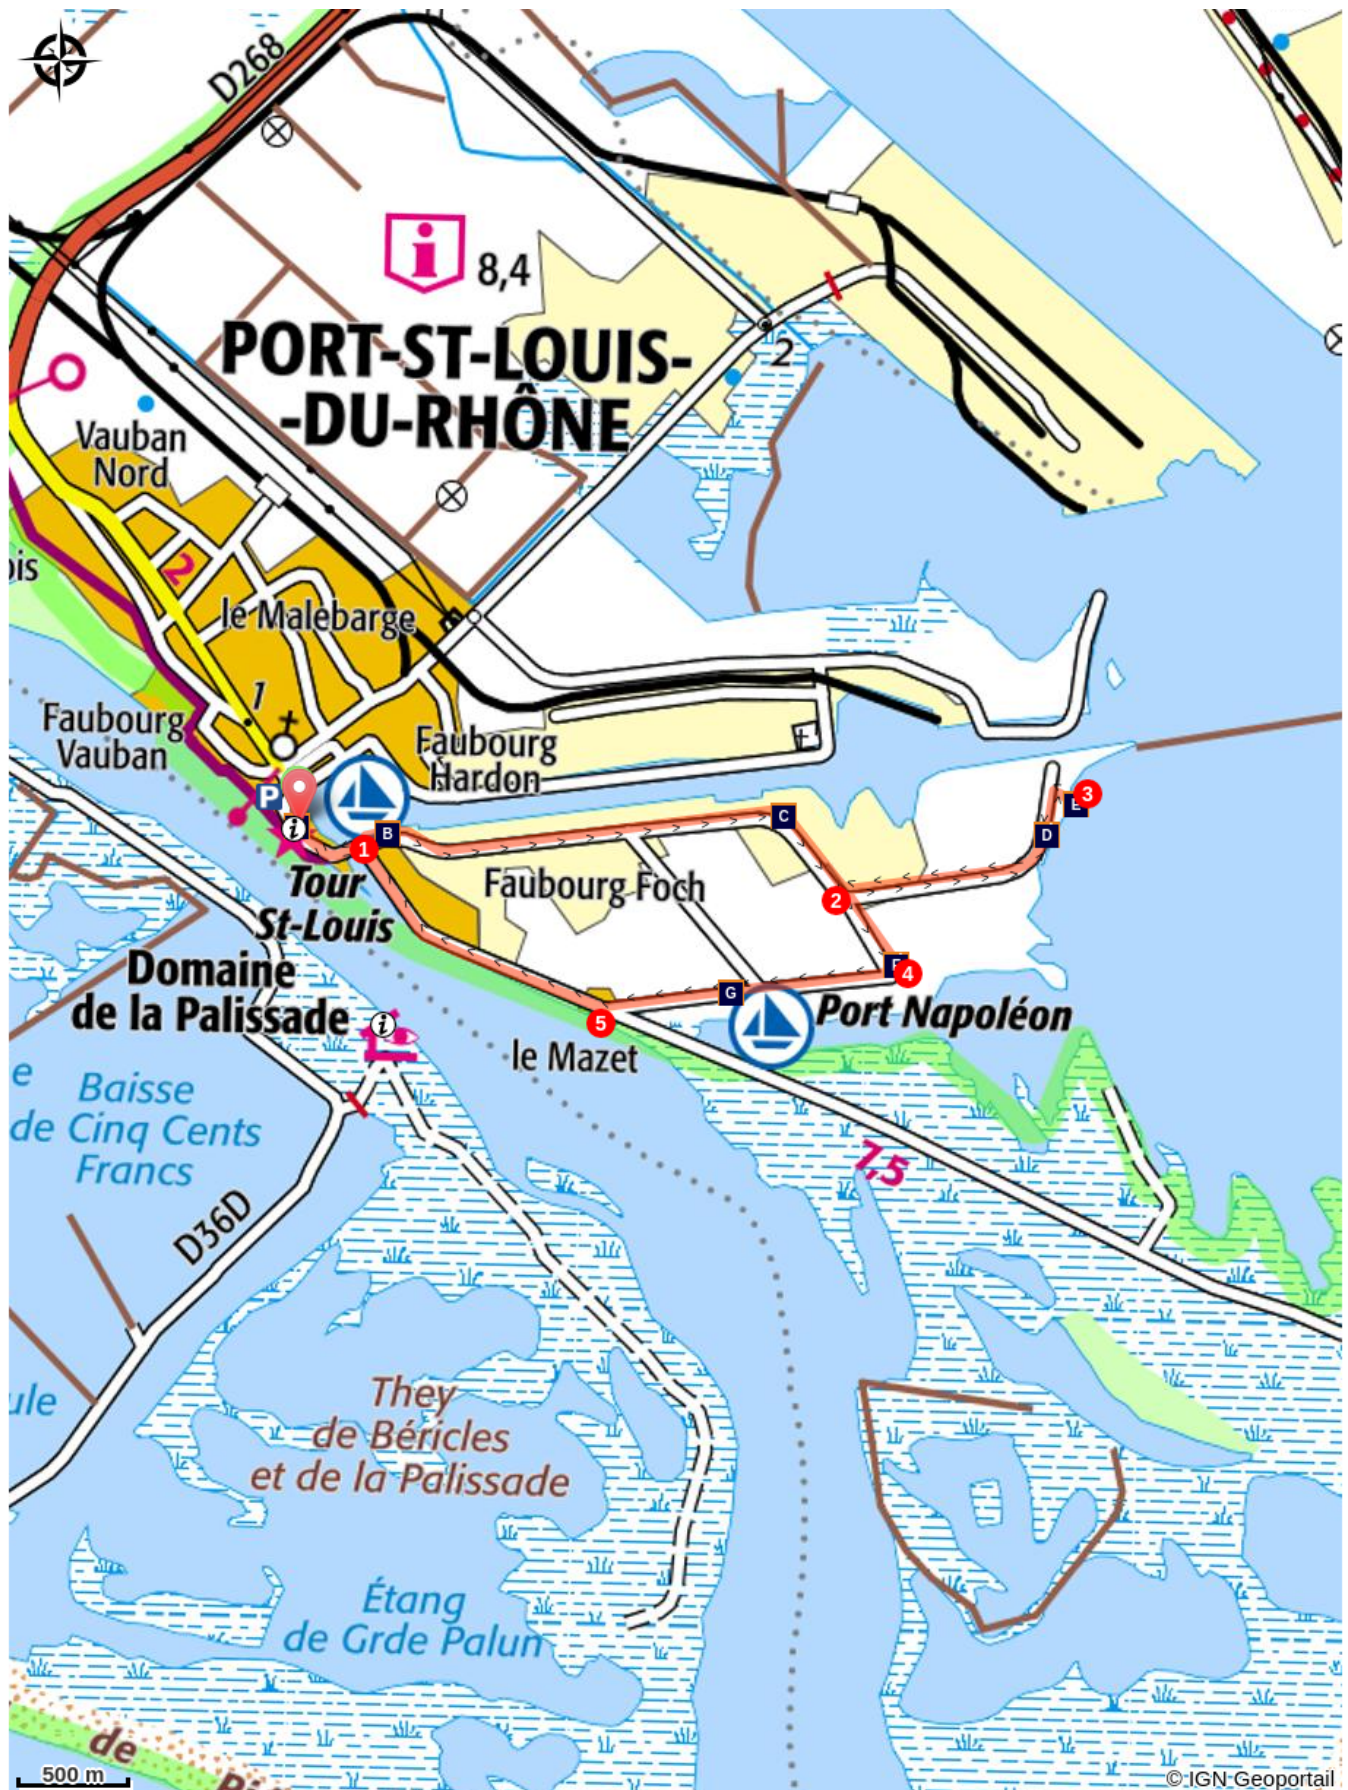 D268
i
8,4
PORT-ST-LOUIS-
-DU-RHÔNE
2
Vauban
Nord
2
ois
le Malebarge
1
Faubourg
Vauban
Faubourg
Hardon
P
i
B
1
C
3
E
D
Faubourg Foch
2
Tour
St-Louis
F
4
Domaine
de la Palissade
i
G
5
Port Napoléon
le Mazet
e
Baisse
de Cinq Cents
Francs
7,5
D36D
ule
They
de Béricles
et de la Palissade
Étang
de Grde Palun
de
500 m
© IGN Geoportail